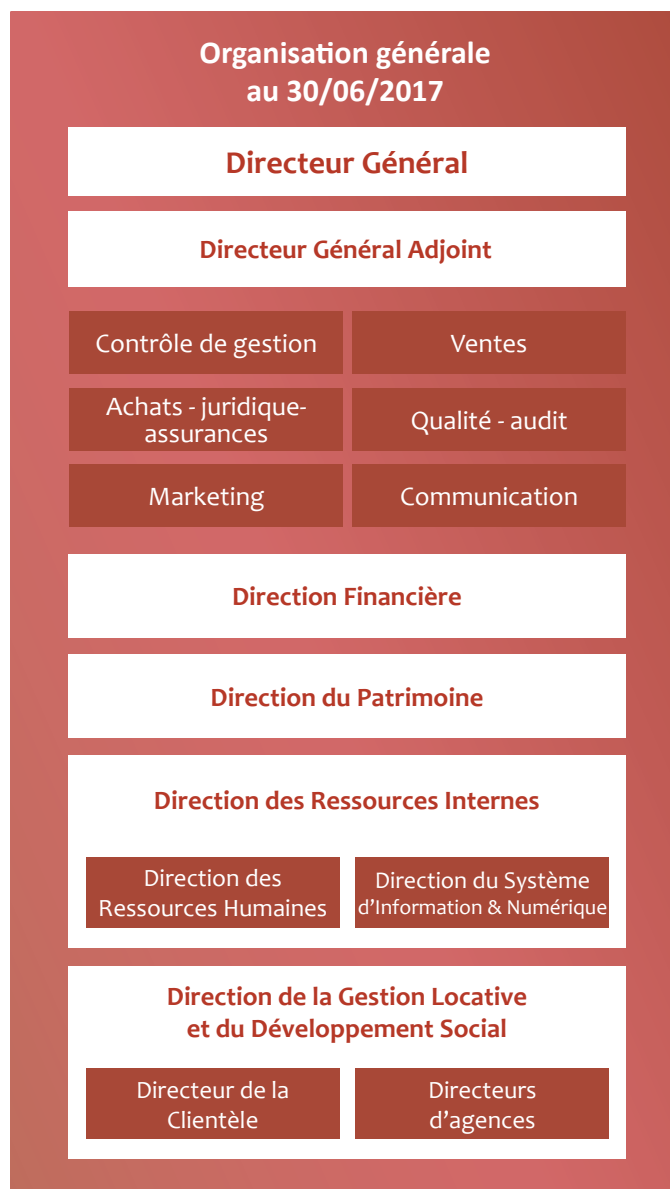 Organisation générale
au 30/06/2017
Directeur Général
Directeur Général Adjoint
Contrôle de gestion
Ventes
Achats - juridique-
assurances
Qualité - audit
Marketing
Communication
Direction Financière
Direction du Patrimoine
Direction des Ressources Internes
Direction des
Ressources Humaines
Direction du Système
d'Information & Numérique
Direction de la Gestion Locative
et du Développement Social
Directeur de la
Clientèle
Directeurs
d'agences